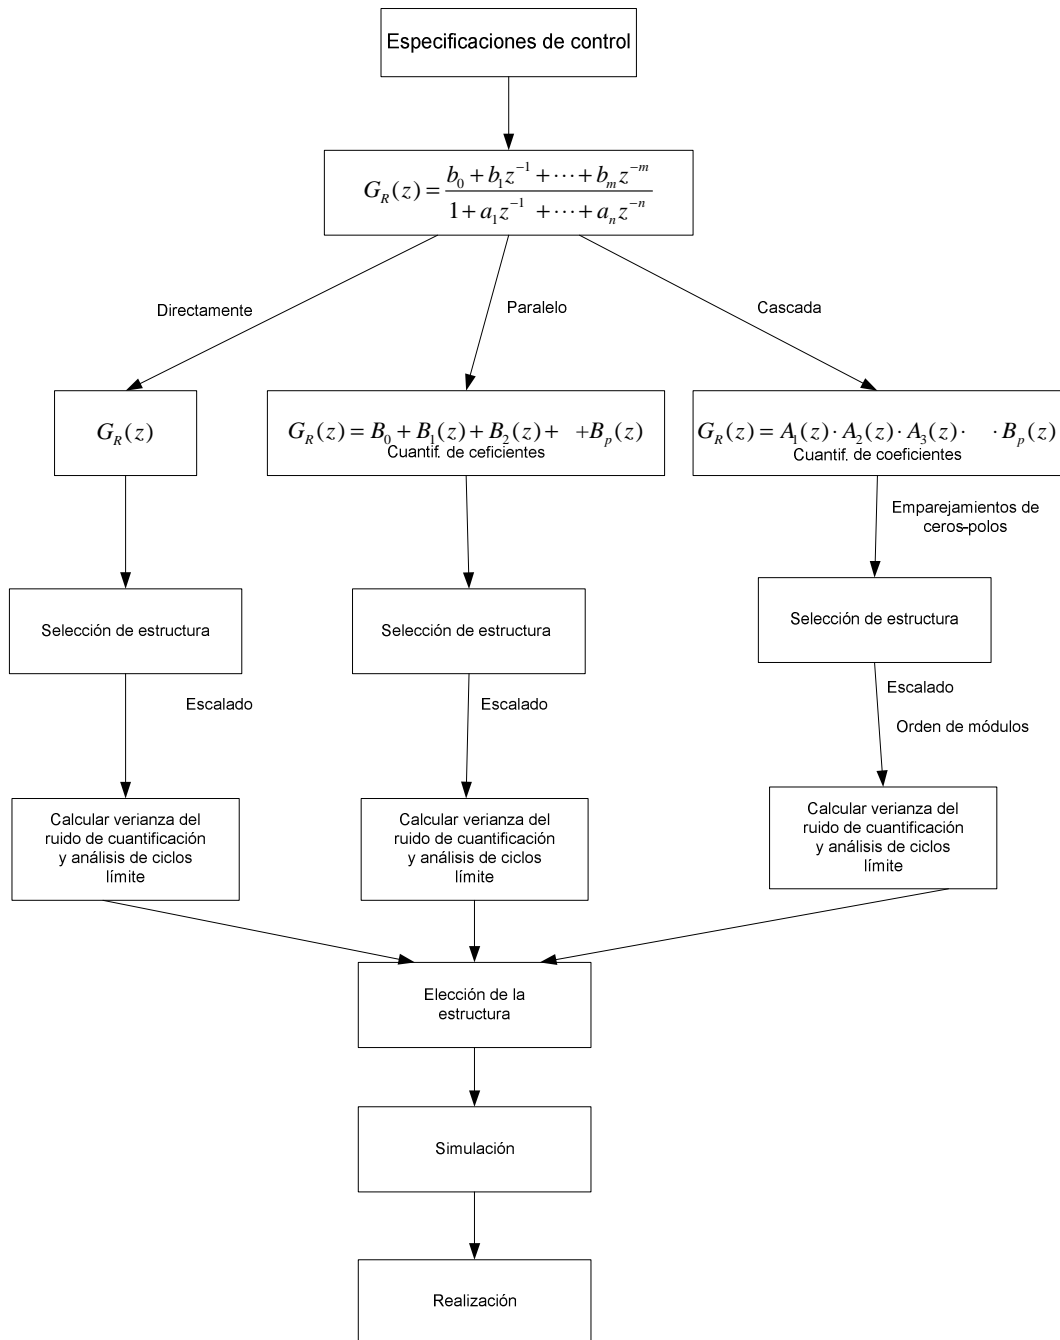 Especificaciones de control
G_R(z) = \frac{b_0 + b_1 z^{-1} + \cdots + b_m z^{-m}}{1 + a_1 z^{-1} + \cdots + a_n z^{-n}}
Directamente
Paralelo
Cascada
G_R(z)
G_R(z) = B_0 + B_1(z) + B_2(z) + +B_p(z)
Cuantif. de ceficientes
G_R(z) = A_1(z) · A_2(z) · A_3(z) · · B_p(z)
Cuantif. de coeficientes
Emparejamientos de
ceros-polos
Selección de estructura
Selección de estructura
Selección de estructura
Escalado
Escalado
Escalado
Orden de módulos
Calcular verianza del
ruido de cuantificación
y análisis de ciclos
límite
Calcular verianza del
ruido de cuantificación
y análisis de ciclos
límite
Calcular verianza del
ruido de cuantificación
y análisis de ciclos
límite
Elección de la
estructura
Simulación
Realización